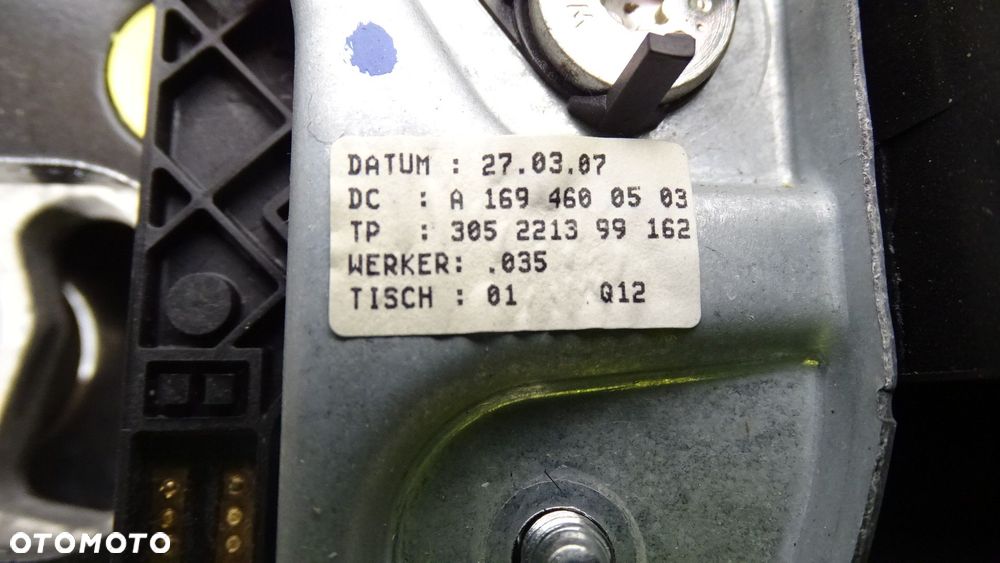 DATUM : 27.03.07
DC : A 169 460 05 03
TP : 305 2213 99 162
WERKER: .035
TISCH : 01 Q12
OTOMOTO